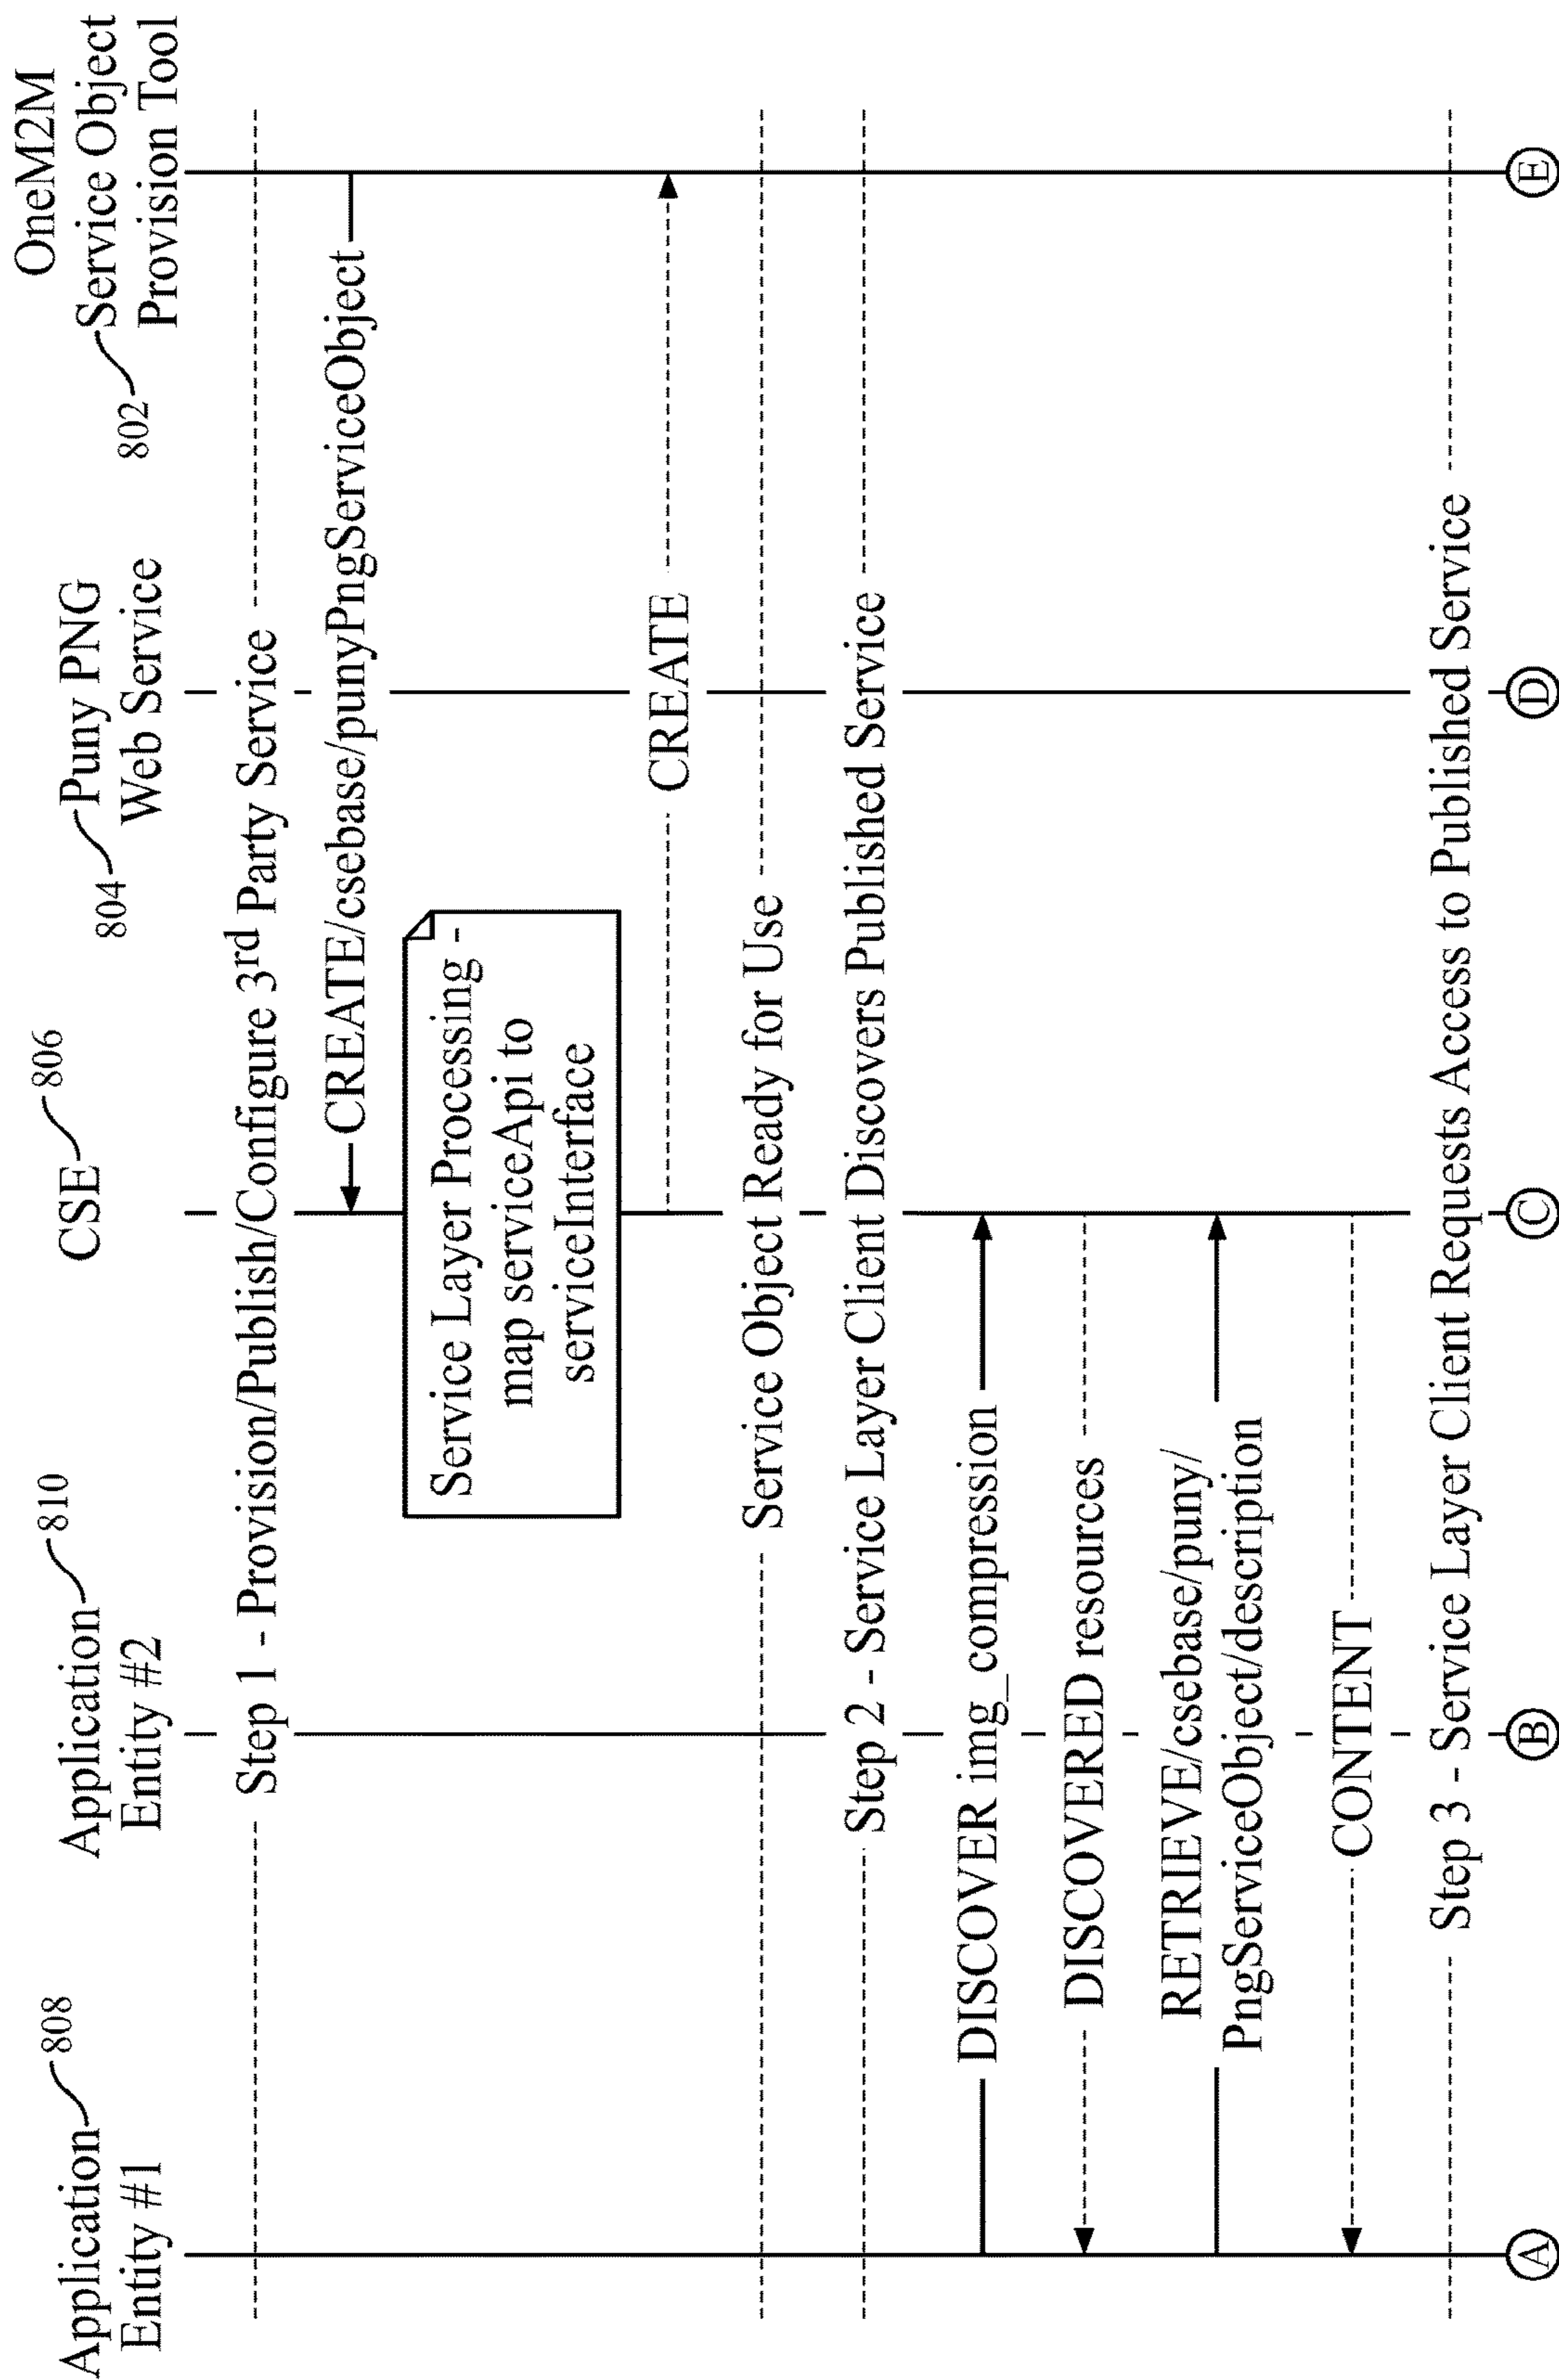 Application
Entity #1
808
Application
Entity #2
810
CSE
806
804
Puny PNG
Web Service
802
OneM2M
Service Object
Provision Tool
Step 1 - Provision/Publish/Configure 3rd Party Service
CREATE/csebase/punyPngServiceObject
Service Layer Processing -
map serviceApi to
serviceInterface
CREATE
Service Object Ready for Use
Step 2 - Service Layer Client Discovers Published Service
DISCOVER img_compression
DISCOVERED resources
RETRIEVE/csebase/puny/
PngServiceObject/description
CONTENT
Step 3 - Service Layer Client Requests Access to Published Service
A
B
C
D
E